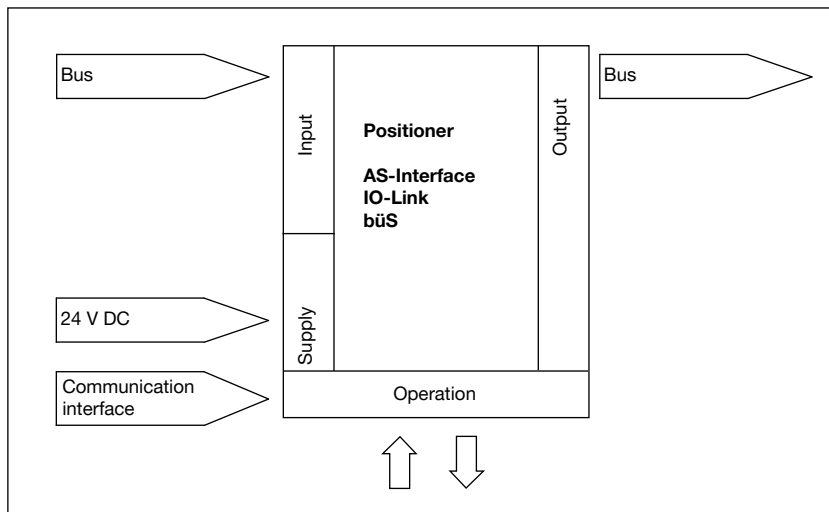 Bus
Input
Positioner
AS-Interface
IO-Link
büS
Output
Bus
24 V DC
Supply
Communication
interface
Operation